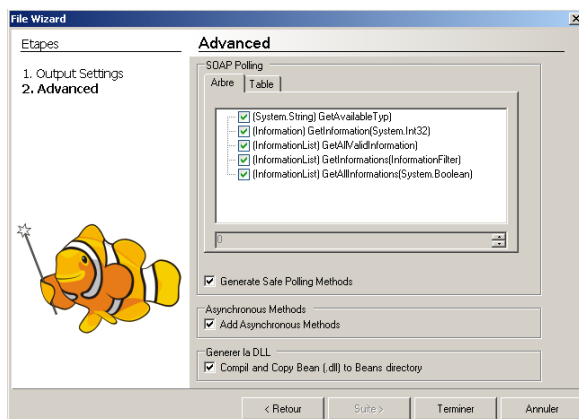 File Wizard
Etapes
1. Output Settings
2. Advanced
Advanced
SOAP Polling
Arbre
Table
(System.String) GetAvailableTyp)
(Information) GetInformation(System.Int32)
(InformationList) GetAllValidInformation)
(InformationList) GetInformations(InformationFilter)
(InformationList) GetAllInformations(System.Boolean)
0
Generate Safe Polling Methods
Asynchronous Methods
Add Asynchronous Methods
Generer la DLL
Compil and Copy Bean (.dll) to Beans directory
< Retour
Suite >
Terminer
Annuler